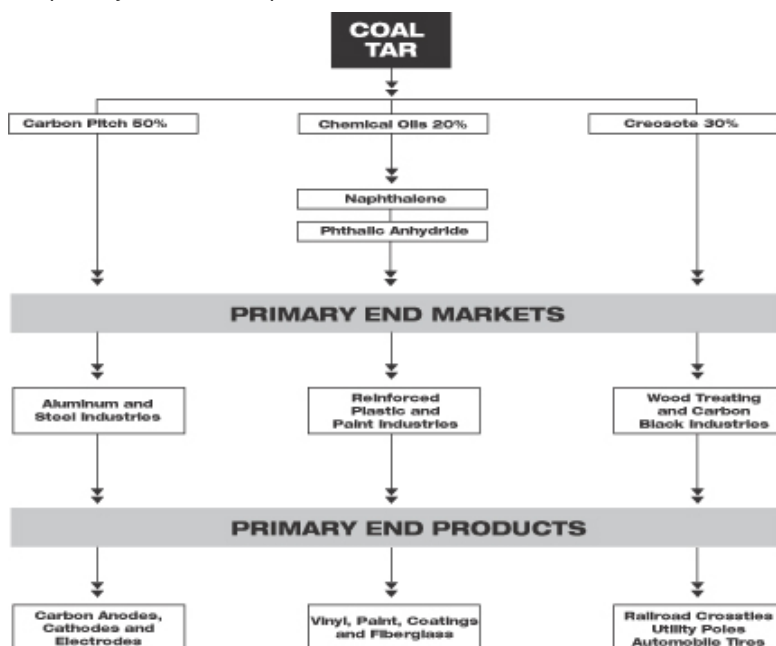 COAL
TAR
Carbon Pitch 50%
Chemical Oils 20%
Creosote 30%
Naphthalene
Phthalic Anhydride
PRIMARY END MARKETS
Aluminum and
Steel Industries
Reinforced
Plastic and
Paint Industries
Wood Treating
and Carbon
Black Industries
PRIMARY END PRODUCTS
Carbon Anodes,
Cathodes and
Electrodes
Vinyl, Paint, Coatings
and Fiberglass
Railroad Crossties
Utility Poles
Automobile Tires